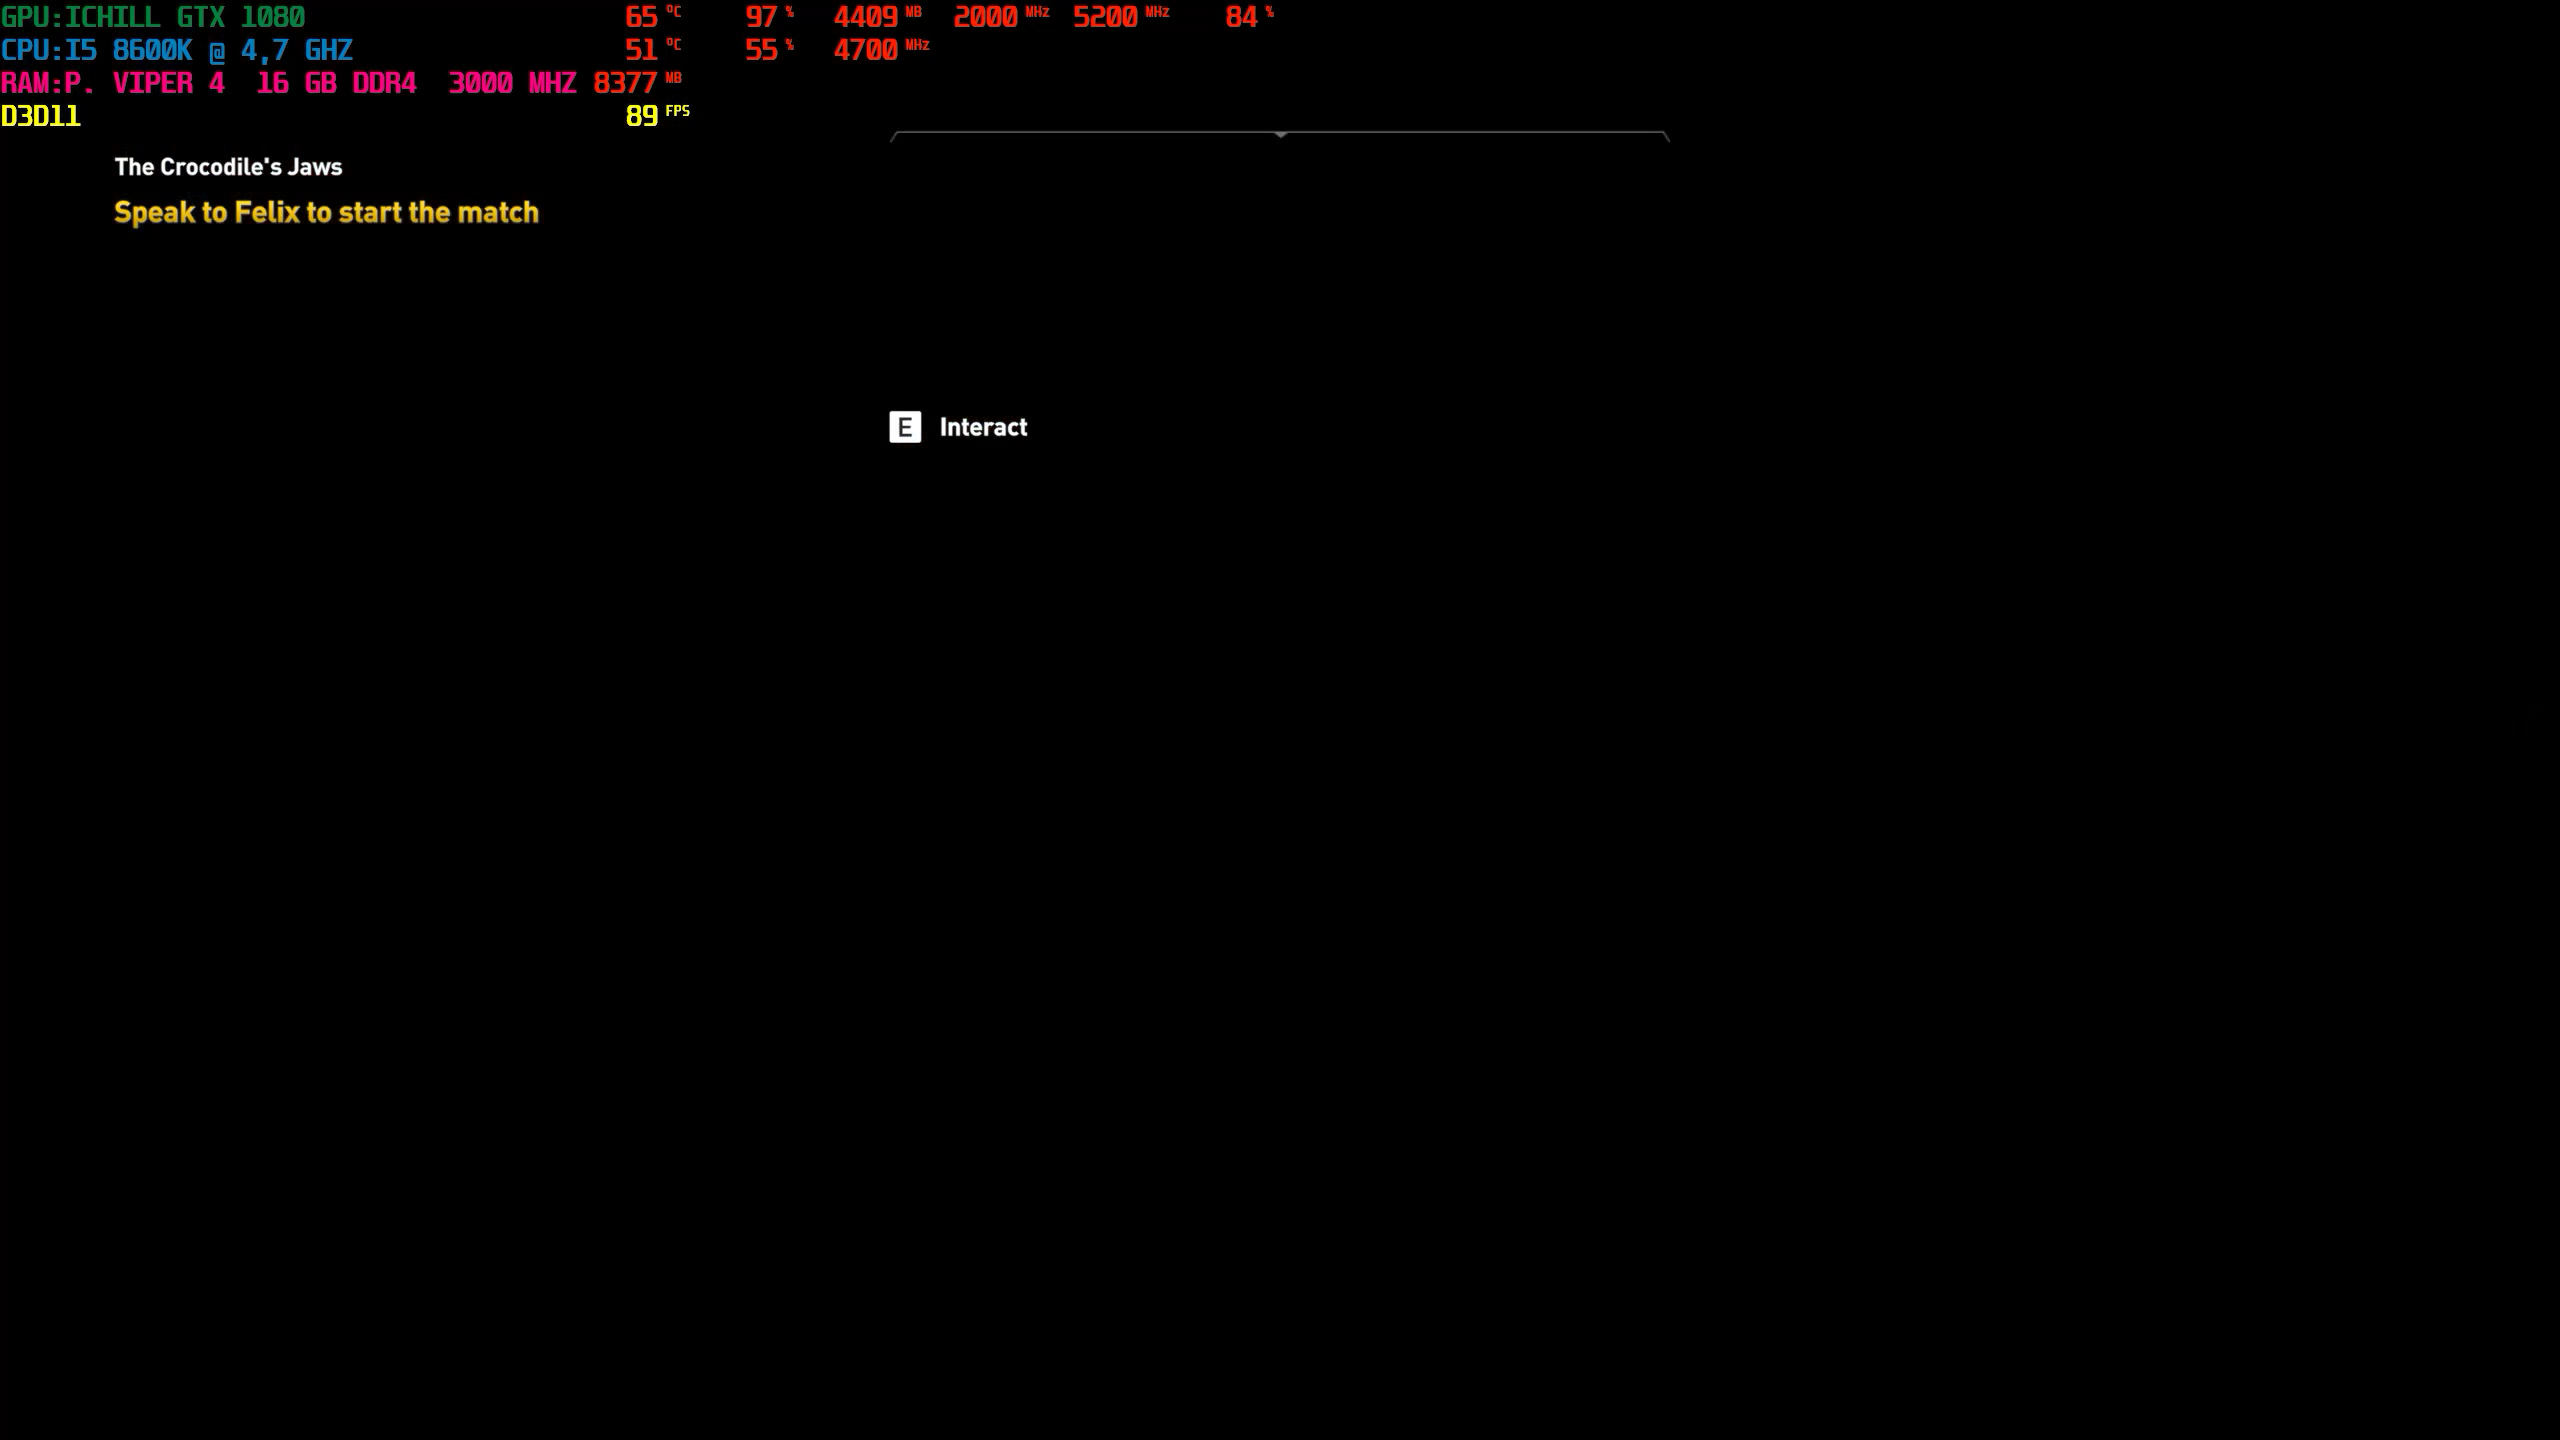 GPU:ICHILL GTX 1080 65 °C 97 % 4409 MB 2000 MHz 5200 MHz 84 %
CPU:I5 8600K @ 4,7 GHZ 51 °C 55 % 4700 MHz
RAM:P. VIPER 4 16 GB DDR4 3000 MHZ 8377 MB
D3D11 89 FPS
The Crocodile's Jaws
Speak to Felix to start the match
E Interact